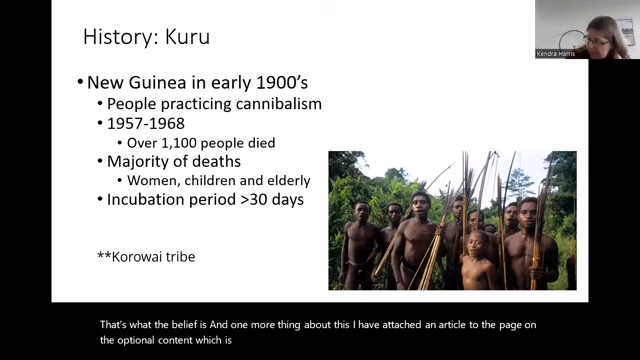 History: Kuru
Kendra Harris
• New Guinea in early 1900's
• People practicing cannibalism
• 1957-1968
• Over 1,100 people died
• Majority of deaths
• Women, children and elderly
• Incubation period >30 days
**Korowai tribe
That's what the belief is And one more thing about this I have attached an article to the page on
the optional content which is